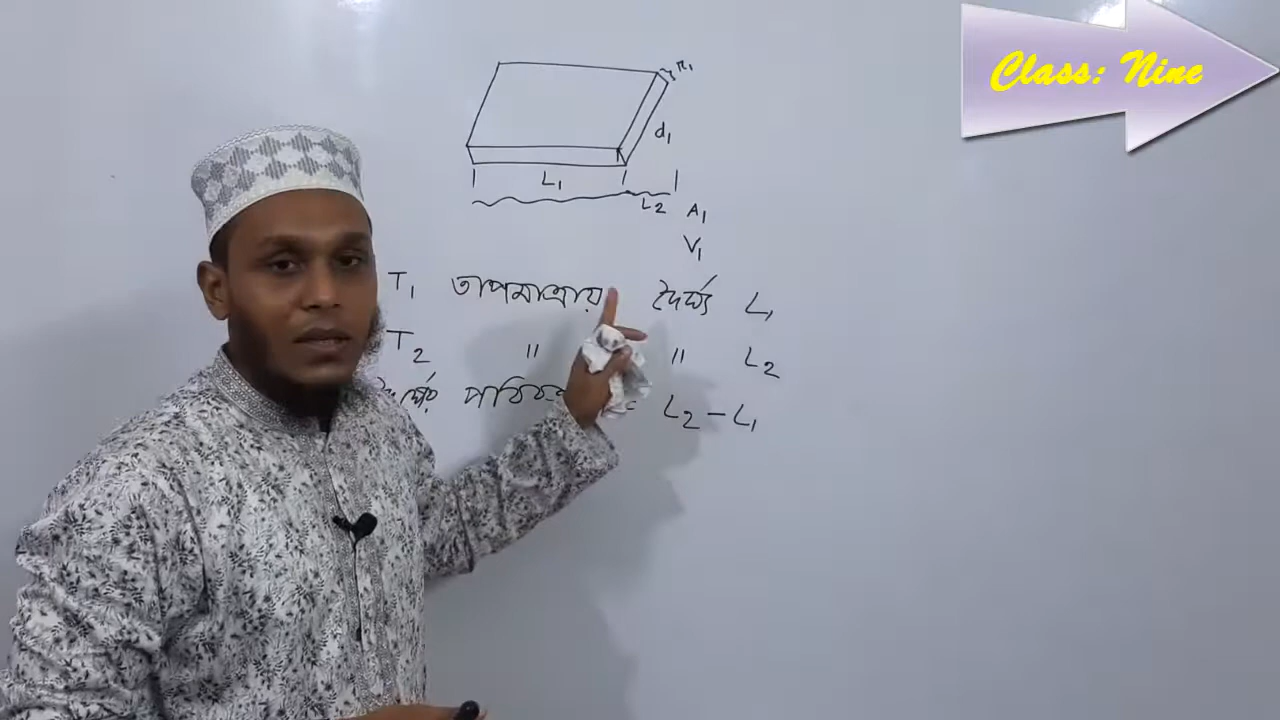 Class: Nine
d₁
L₁
L₂ A₁
V₁
T₁ তাপমাত্রায় দৈর্ঘ্য L₁
T₂ " " L₂
= L₂ - L₁